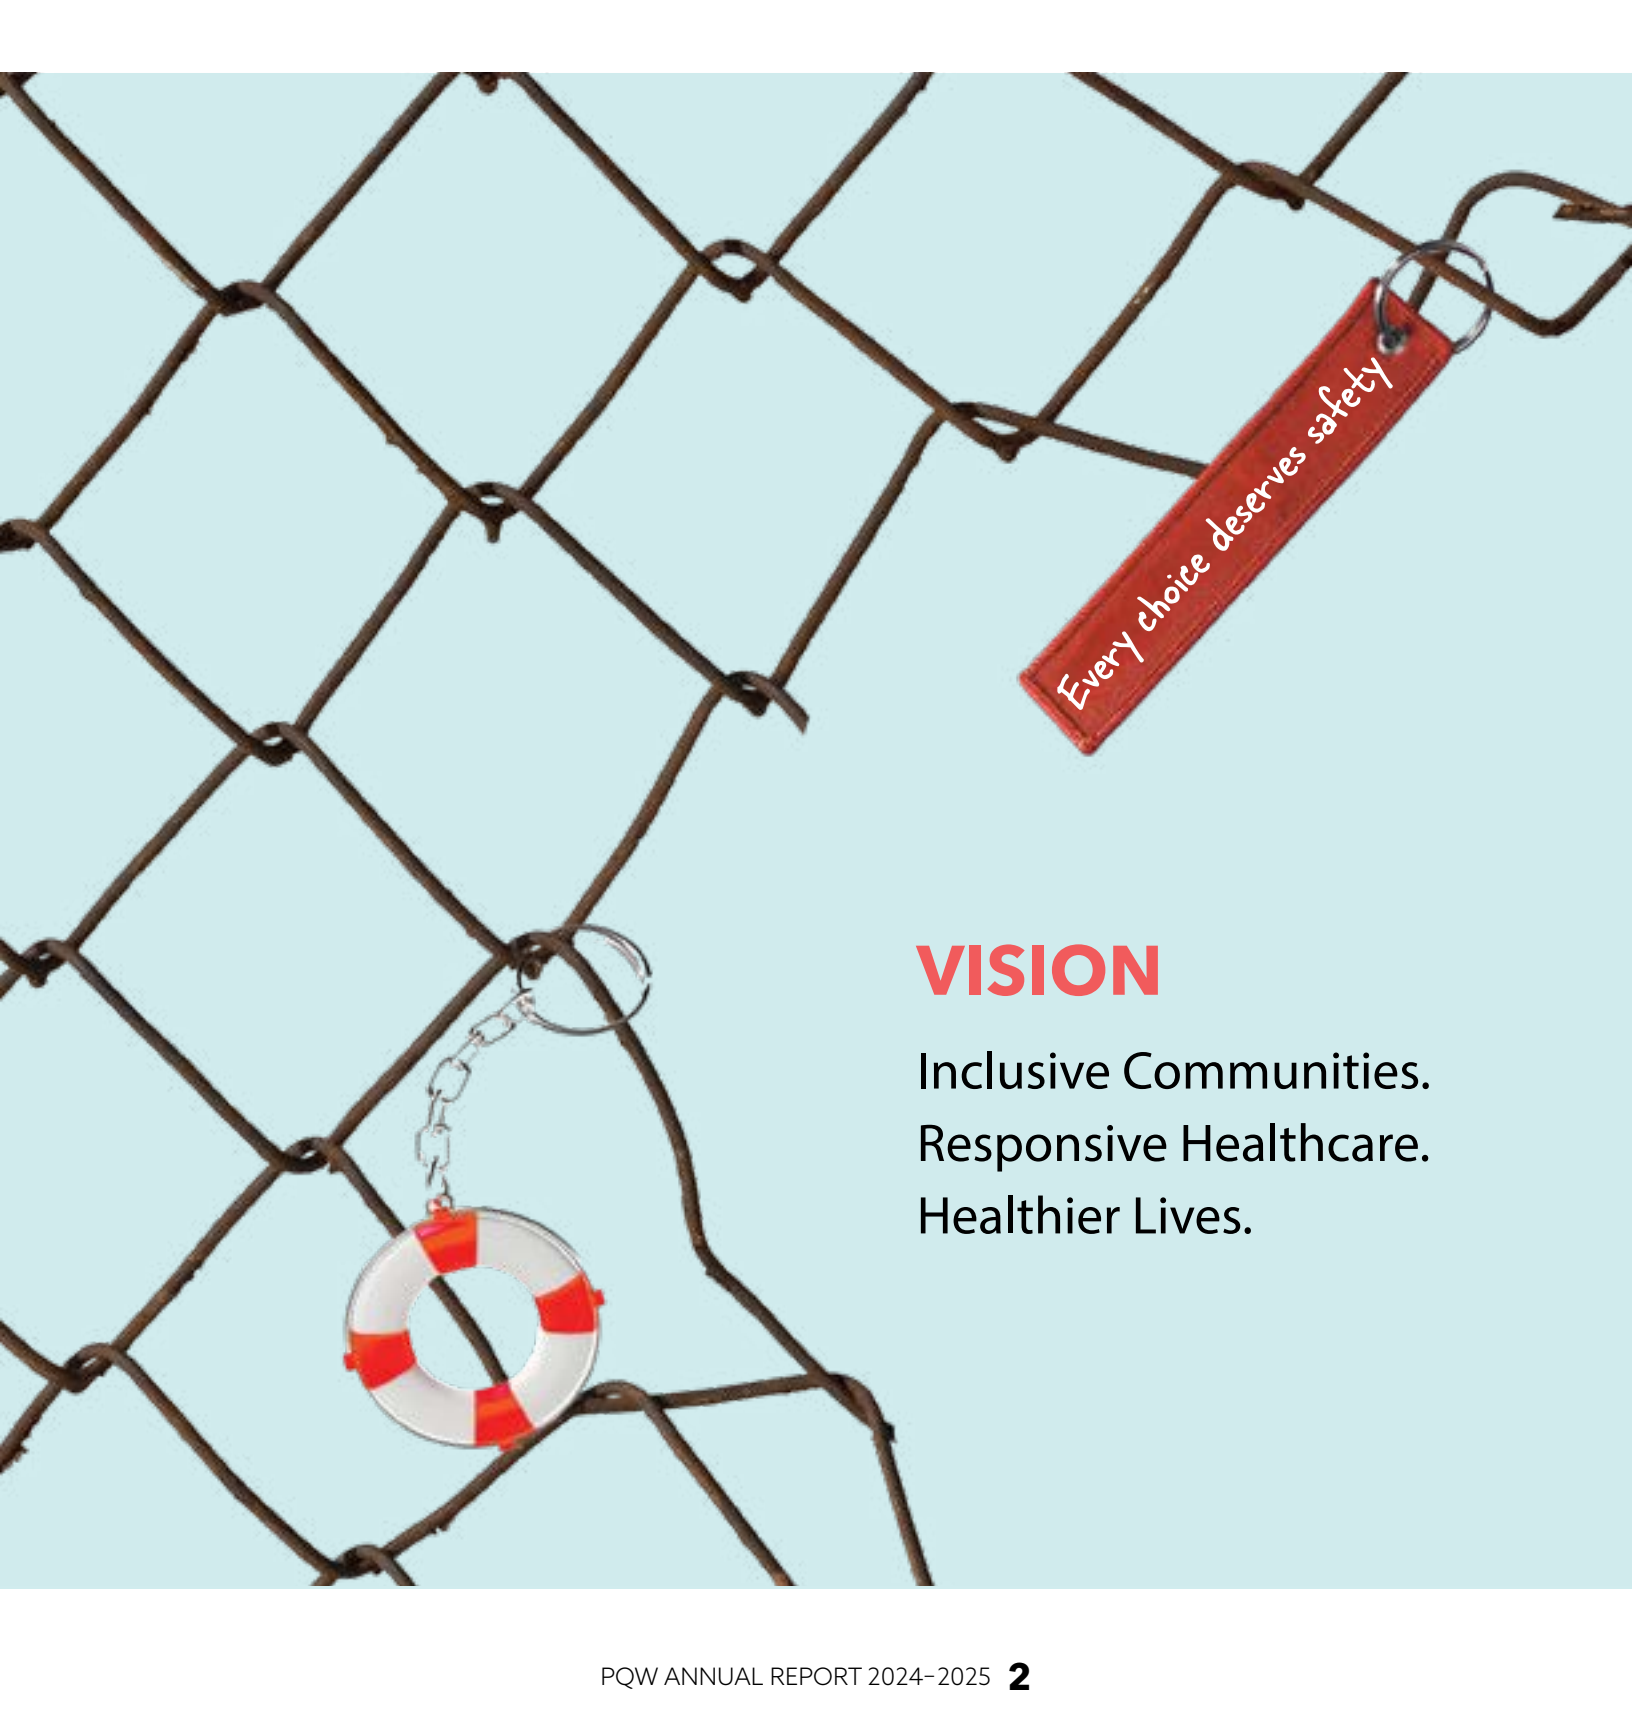 Every choice deserves safety
VISION
Inclusive Communities.
Responsive Healthcare.
Healthier Lives.
PQW ANNUAL REPORT 2024–2025 2